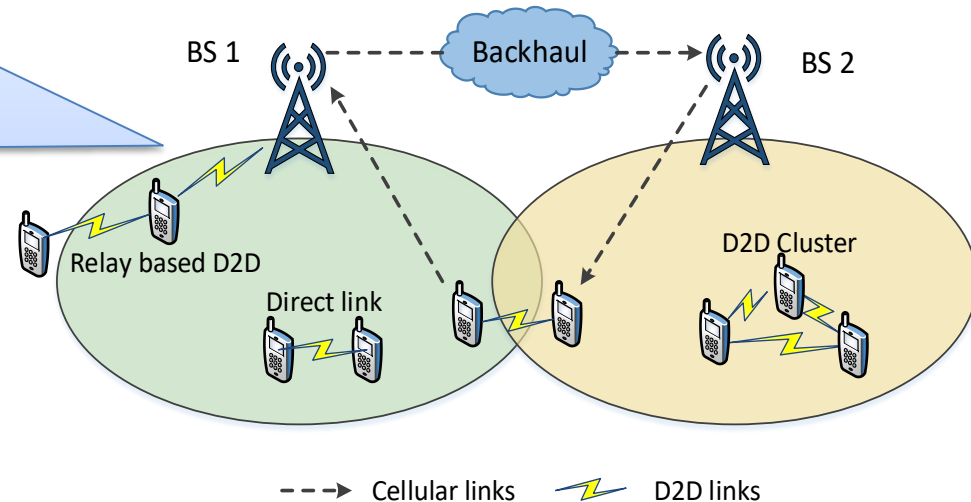 BS 1
Backhaul
BS 2
Relay based D2D
D2D Cluster
Direct link
Cellular links
D2D links